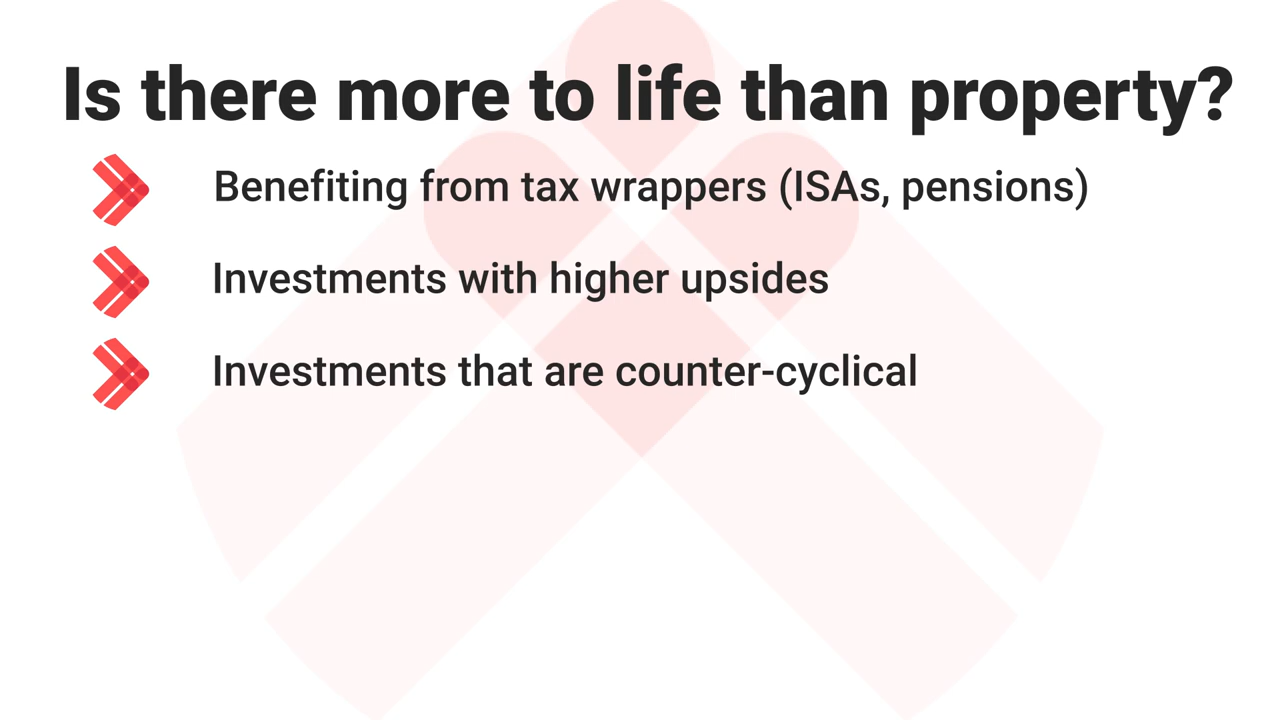 Is there more to life than property?
Benefiting from tax wrappers (ISAs, pensions)
Investments with higher upsides
Investments that are counter-cyclical